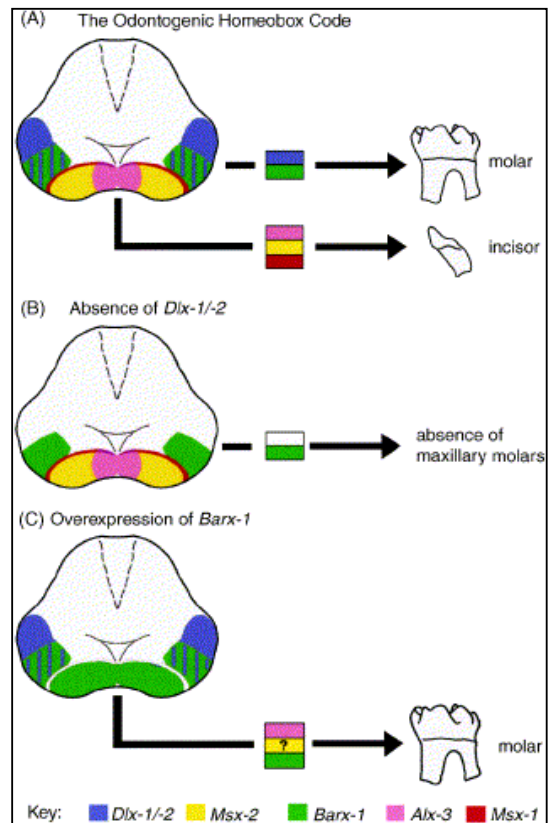 (A) The Odontogenic Homeobox Code
molar
incisor
(B) Absence of Dlx-1/-2
absence of
maxillary molars
(C) Overexpression of Barx-1
?
molar
Key: Dlx-1/-2 Msx-2 Barx-1 Alx-3 Msx-1